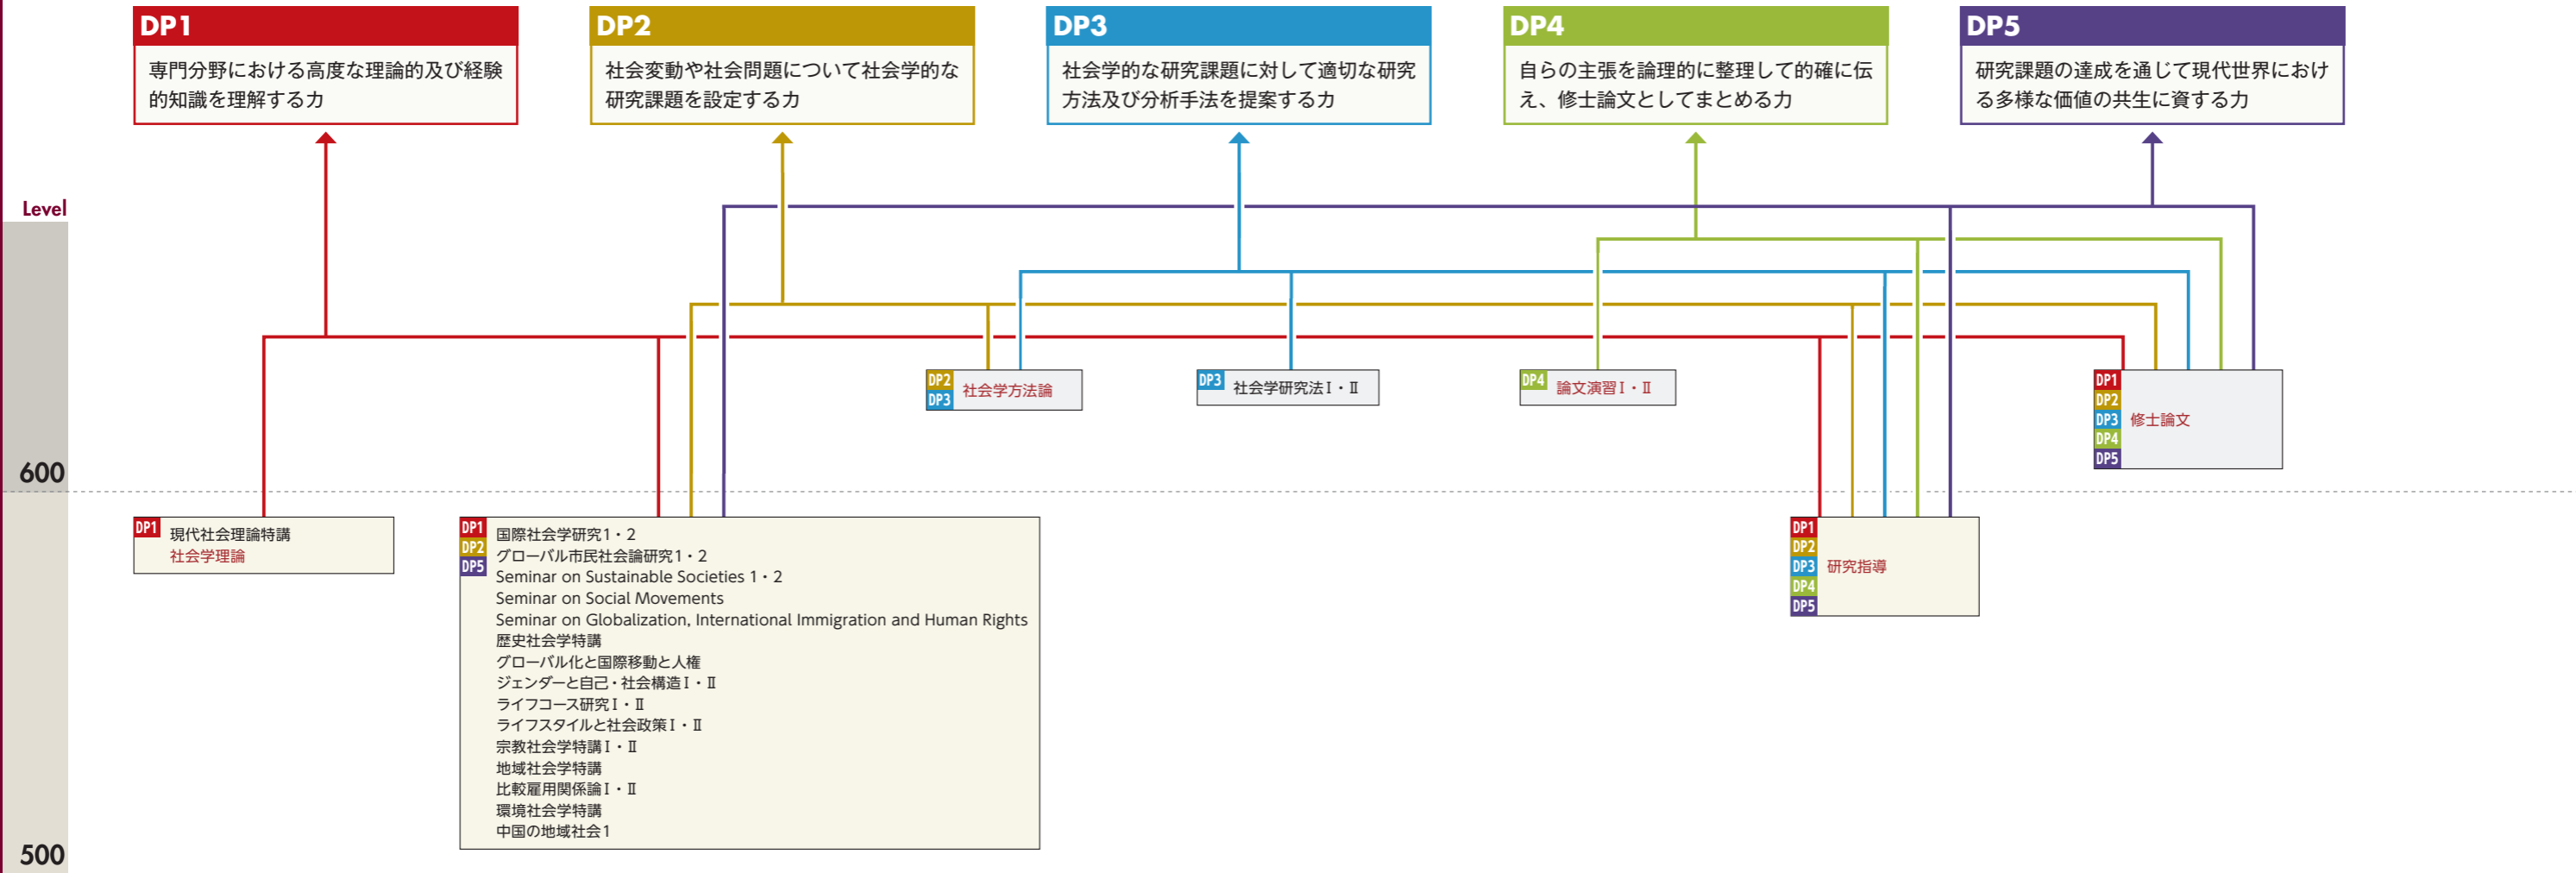 DP1
専門分野における高度な理論的及び経験
的知識を理解する力
DP2
社会変動や社会問題について社会学的な
研究課題を設定する力
DP3
社会学的な研究課題に対して適切な研究
方法及び分析手法を提案する力
DP4
自らの主張を論理的に整理して的確に伝
え、修士論文としてまとめる力
DP5
研究課題の達成を通じて現代世界におけ
る多様な価値の共生に資する力
Level
600
DP2
DP3
社会学方法論
DP3
社会学研究法Ⅰ・Ⅱ
DP4
論文演習Ⅰ・Ⅱ
DP1
DP2
DP3
DP4
DP5
修士論文
500
DP1
現代社会理論特講
社会学理論
DP1
DP2
DP5
国際社会学研究1・2
グローバル市民社会論研究1・2
Seminar on Sustainable Societies 1・2
Seminar on Social Movements
Seminar on Globalization, International Immigration and Human Rights
歴史社会学特講
グローバル化と国際移動と人権
ジェンダーと自己・社会構造Ⅰ・Ⅱ
ライフコース研究Ⅰ・Ⅱ
ライフスタイルと社会政策Ⅰ・Ⅱ
宗教社会学特講Ⅰ・Ⅱ
地域社会学特講
比較雇用関係論Ⅰ・Ⅱ
環境社会学特講
中国の地域社会1
DP1
DP2
DP3
DP4
DP5
研究指導